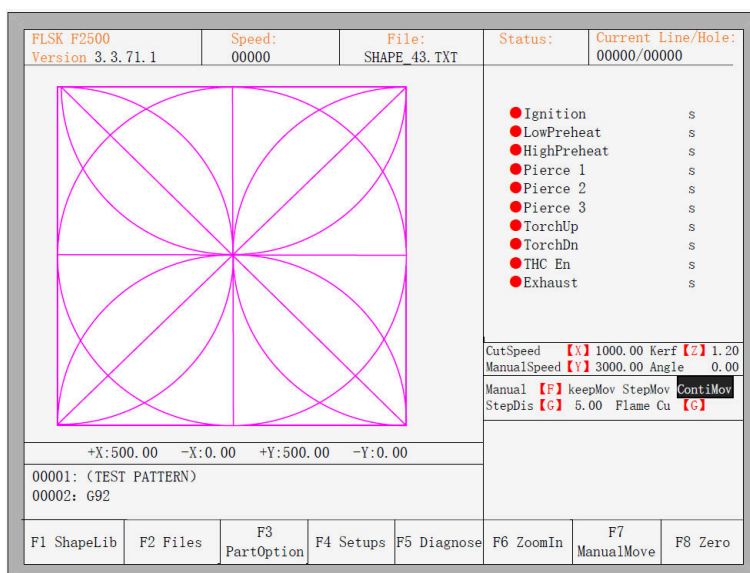 FLSK F2500
Version 3.3.71.1
Speed:
00000
File:
SHAPE_43.TXT
Status:
Current Line/Hole:
00000/000000
Ignition s
LowPreheat s
HighPreheat s
Pierce 1 s
Pierce 2 s
Pierce 3 s
TorchUp s
TorchDn s
THC En s
Exhaust s
CutSpeed 【X】 1000.00 Kerf 【Z】 1.20
ManualSpeed 【Y】 3000.00 Angle 0.00
Manual 【F】 keepMov StepMov ContiMov
StepDis 【G】 5.00 Flame Cu 【G】
+X:500.00 -X:0.00 +Y:500.00 -Y:0.00
00001: (TEST PATTERN)
00002: G92
F1 ShapeLib
F2 Files
F3
PartOption
F4 Setups
F5 Diagnose
F6 ZoomIn
F7
ManualMove
F8 Zero